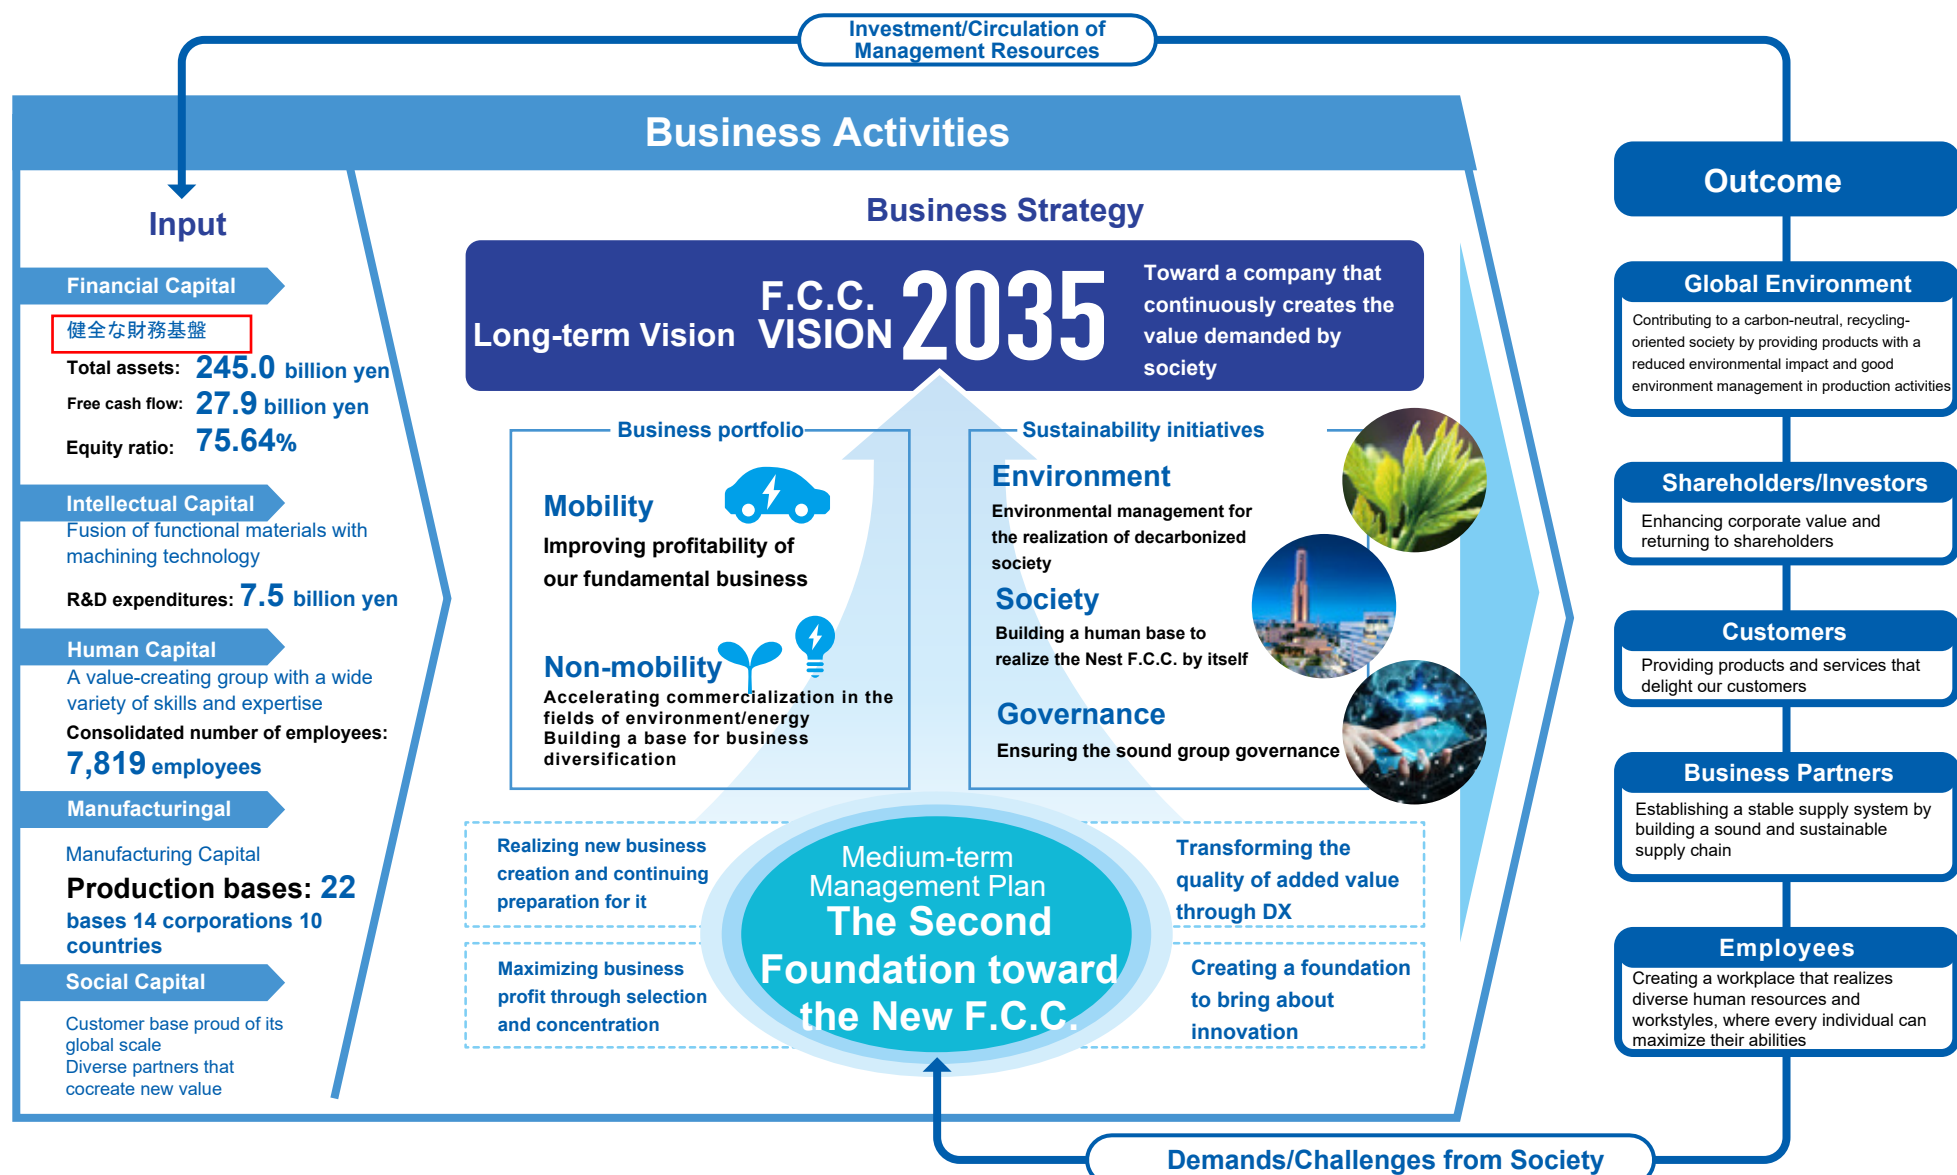 Investment/Circulation of
Management Resources
Business Activities
Input
Financial Capital
健全な財務基盤
Total assets: 245.0 billion yen
Free cash flow: 27.9 billion yen
Equity ratio: 75.64%
Intellectual Capital
Fusion of functional materials with
machining technology
R&D expenditures: 7.5 billion yen
Human Capital
A value-creating group with a wide
variety of skills and expertise
Consolidated number of employees:
7,819 employees
Manufacturingal
Manufacturing Capital
Production bases: 22
bases 14 corporations 10
countries
Social Capital
Customer base proud of its
global scale
Diverse partners that
cocreate new value
Business Strategy
Long-term Vision
F.C.C.
VISION
2035
Toward a company that
continuously creates the
value demanded by
society
Business portfolio
Mobility
Improving profitability of
our fundamental business
Non-mobility
Accelerating commercialization in the
fields of environment/energy
Building a base for business
diversification
Sustainability initiatives
Environment
Environmental management for
the realization of decarbonized
society
Society
Building a human base to
realize the Nest F.C.C. by itself
Governance
Ensuring the sound group governance
Realizing new business
creation and continuing
preparation for it
Maximizing business
profit through selection
and concentration
Medium-term
Management Plan
The Second
Foundation toward
the New F.C.C.
Transforming the
quality of added value
through DX
Creating a foundation
to bring about
innovation
Outcome
Global Environment
Contributing to a carbon-neutral, recycling-
oriented society by providing products with a
reduced environmental impact and good
environment management in production activities
Shareholders/Investors
Enhancing corporate value and
returning to shareholders
Customers
Providing products and services that
delight our customers
Business Partners
Establishing a stable supply system by
building a sound and sustainable
supply chain
Employees
Creating a workplace that realizes
diverse human resources and
workstyles, where every individual can
maximize their abilities
Demands/Challenges from Society